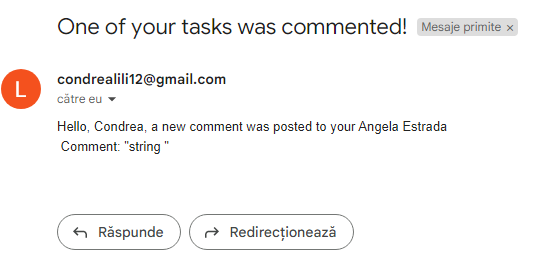 One of your tasks was commented! Mesaje primite ×
L
condrealili12@gmail.com
către eu
Hello, Condrea, a new comment was posted to your Angela Estrada
Comment: "string "
Răspunde Redirecționează